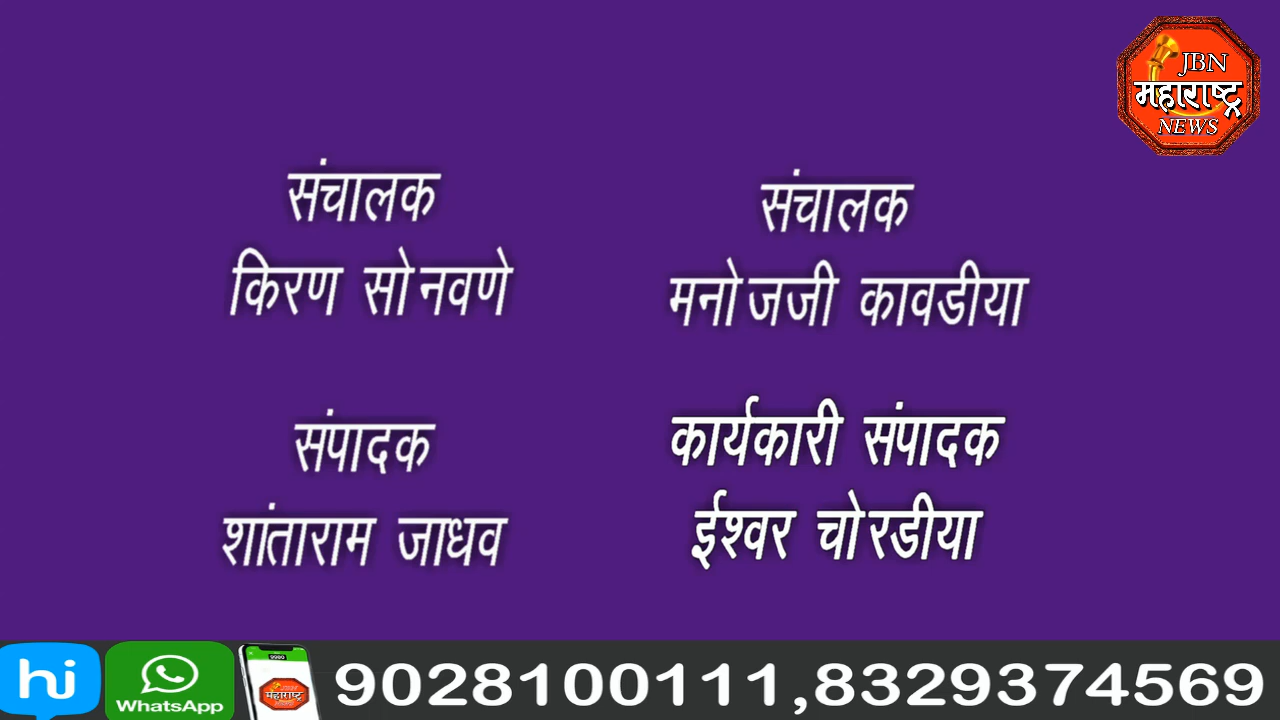 JBN
महाराष्ट्र
NEWS
संचालक
किरण सोनवणे
संचालक
मनोजजी कावडीया
संपादक
शांताराम जाधव
कार्यकारी संपादक
ईश्वर चोरडीया
hi
WhatsApp
महाराष्ट्र
9028100111,8329374569